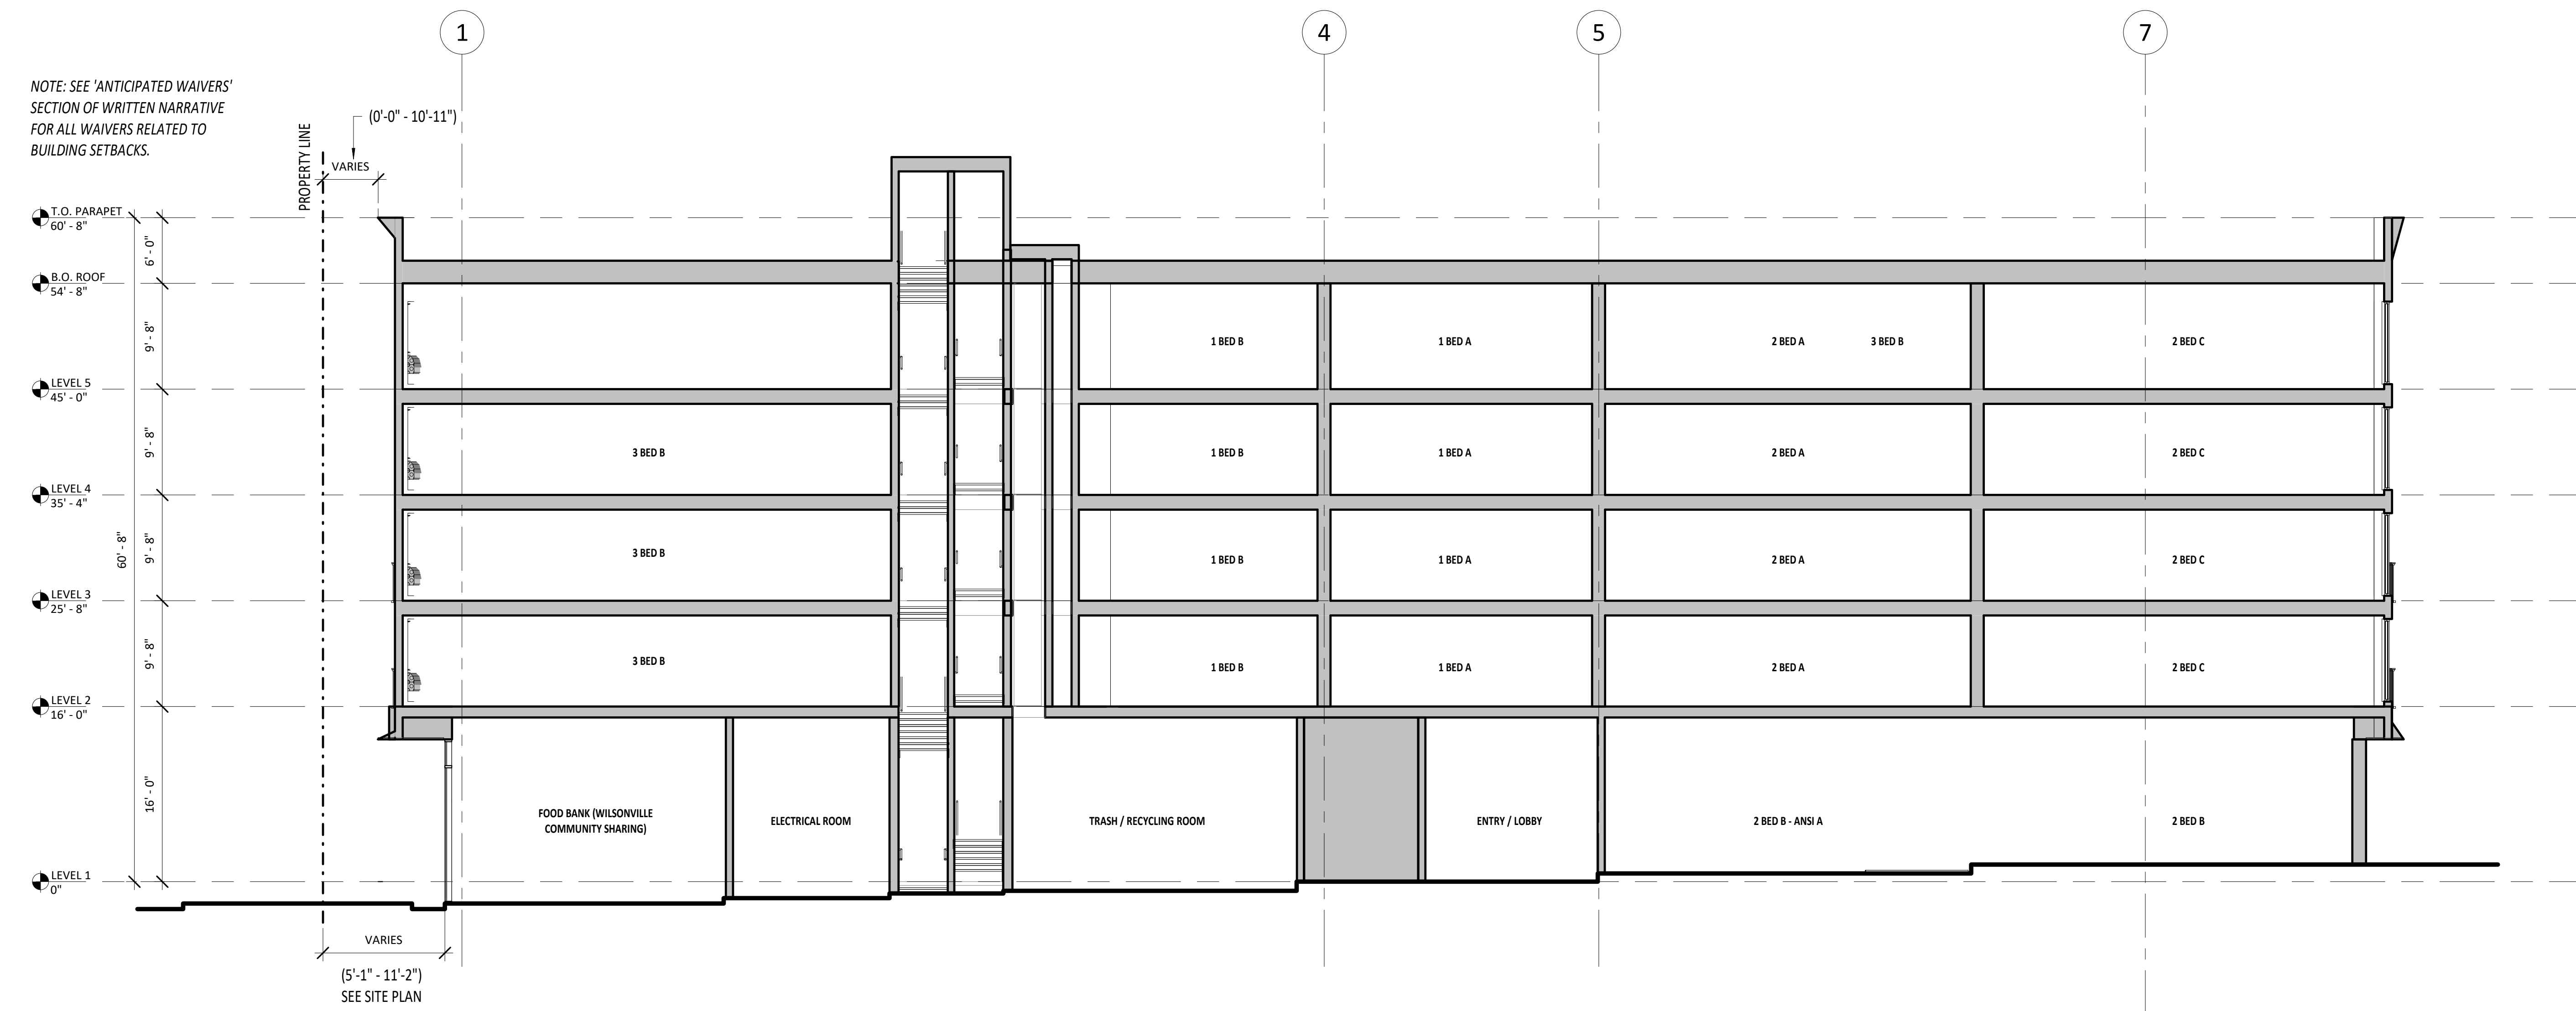 1
4
5
7
NOTE: SEE 'ANTICIPATED WAIVERS'
SECTION OF WRITTEN NARRATIVE
FOR ALL WAIVERS RELATED TO
BUILDING SETBACKS.
PROPERTY LINE
(0'-0" - 10'-11")
VARIES
T.O. PARAPET
60' - 8"
6' - 0"
B.O. ROOF
54' - 8"
9' - 8"
1 BED B
1 BED A
2 BED A
3 BED B
2 BED C
LEVEL 5
45' - 0"
9' - 8"
3 BED B
1 BED B
1 BED A
2 BED A
2 BED C
LEVEL 4
35' - 4"
60' - 8"
9' - 8"
3 BED B
1 BED B
1 BED A
2 BED A
2 BED C
LEVEL 3
25' - 8"
9' - 8"
3 BED B
1 BED B
1 BED A
2 BED A
2 BED C
LEVEL 2
16' - 0"
16' - 0"
FOOD BANK (WILSONVILLE
COMMUNITY SHARING)
ELECTRICAL ROOM
TRASH / RECYCLING ROOM
ENTRY / LOBBY
2 BED B - ANSI A
2 BED B
LEVEL 1
0"
VARIES
(5'-1" - 11'-2")
SEE SITE PLAN